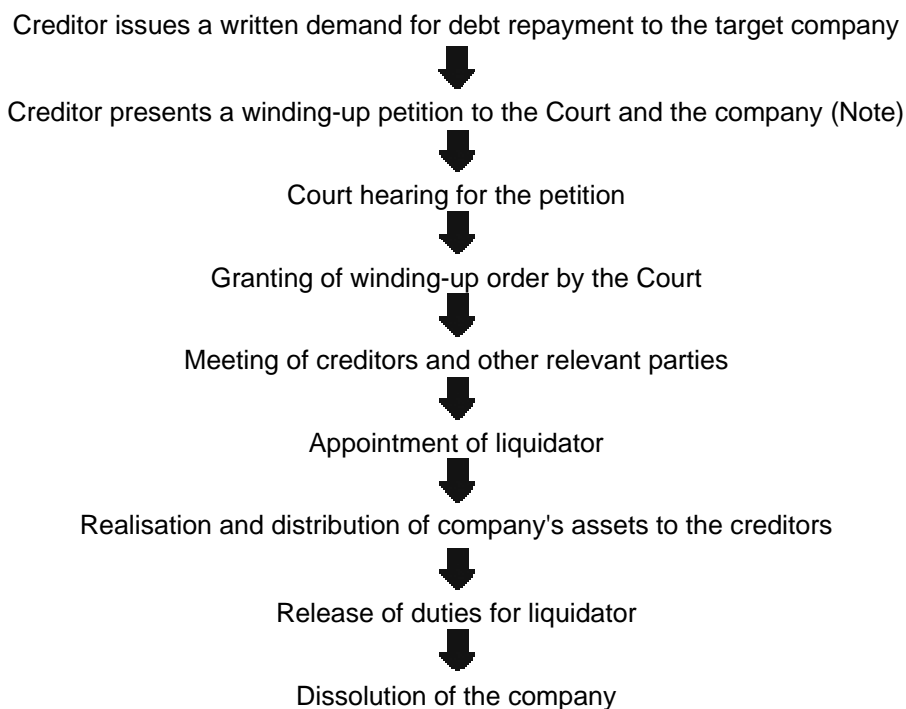 Creditor issues a written demand for debt repayment to the target company
Creditor presents a winding-up petition to the Court and the company (Note)
Court hearing for the petition
Granting of winding-up order by the Court
Meeting of creditors and other relevant parties
Appointment of liquidator
Realisation and distribution of company's assets to the creditors
Release of duties for liquidator
Dissolution of the company